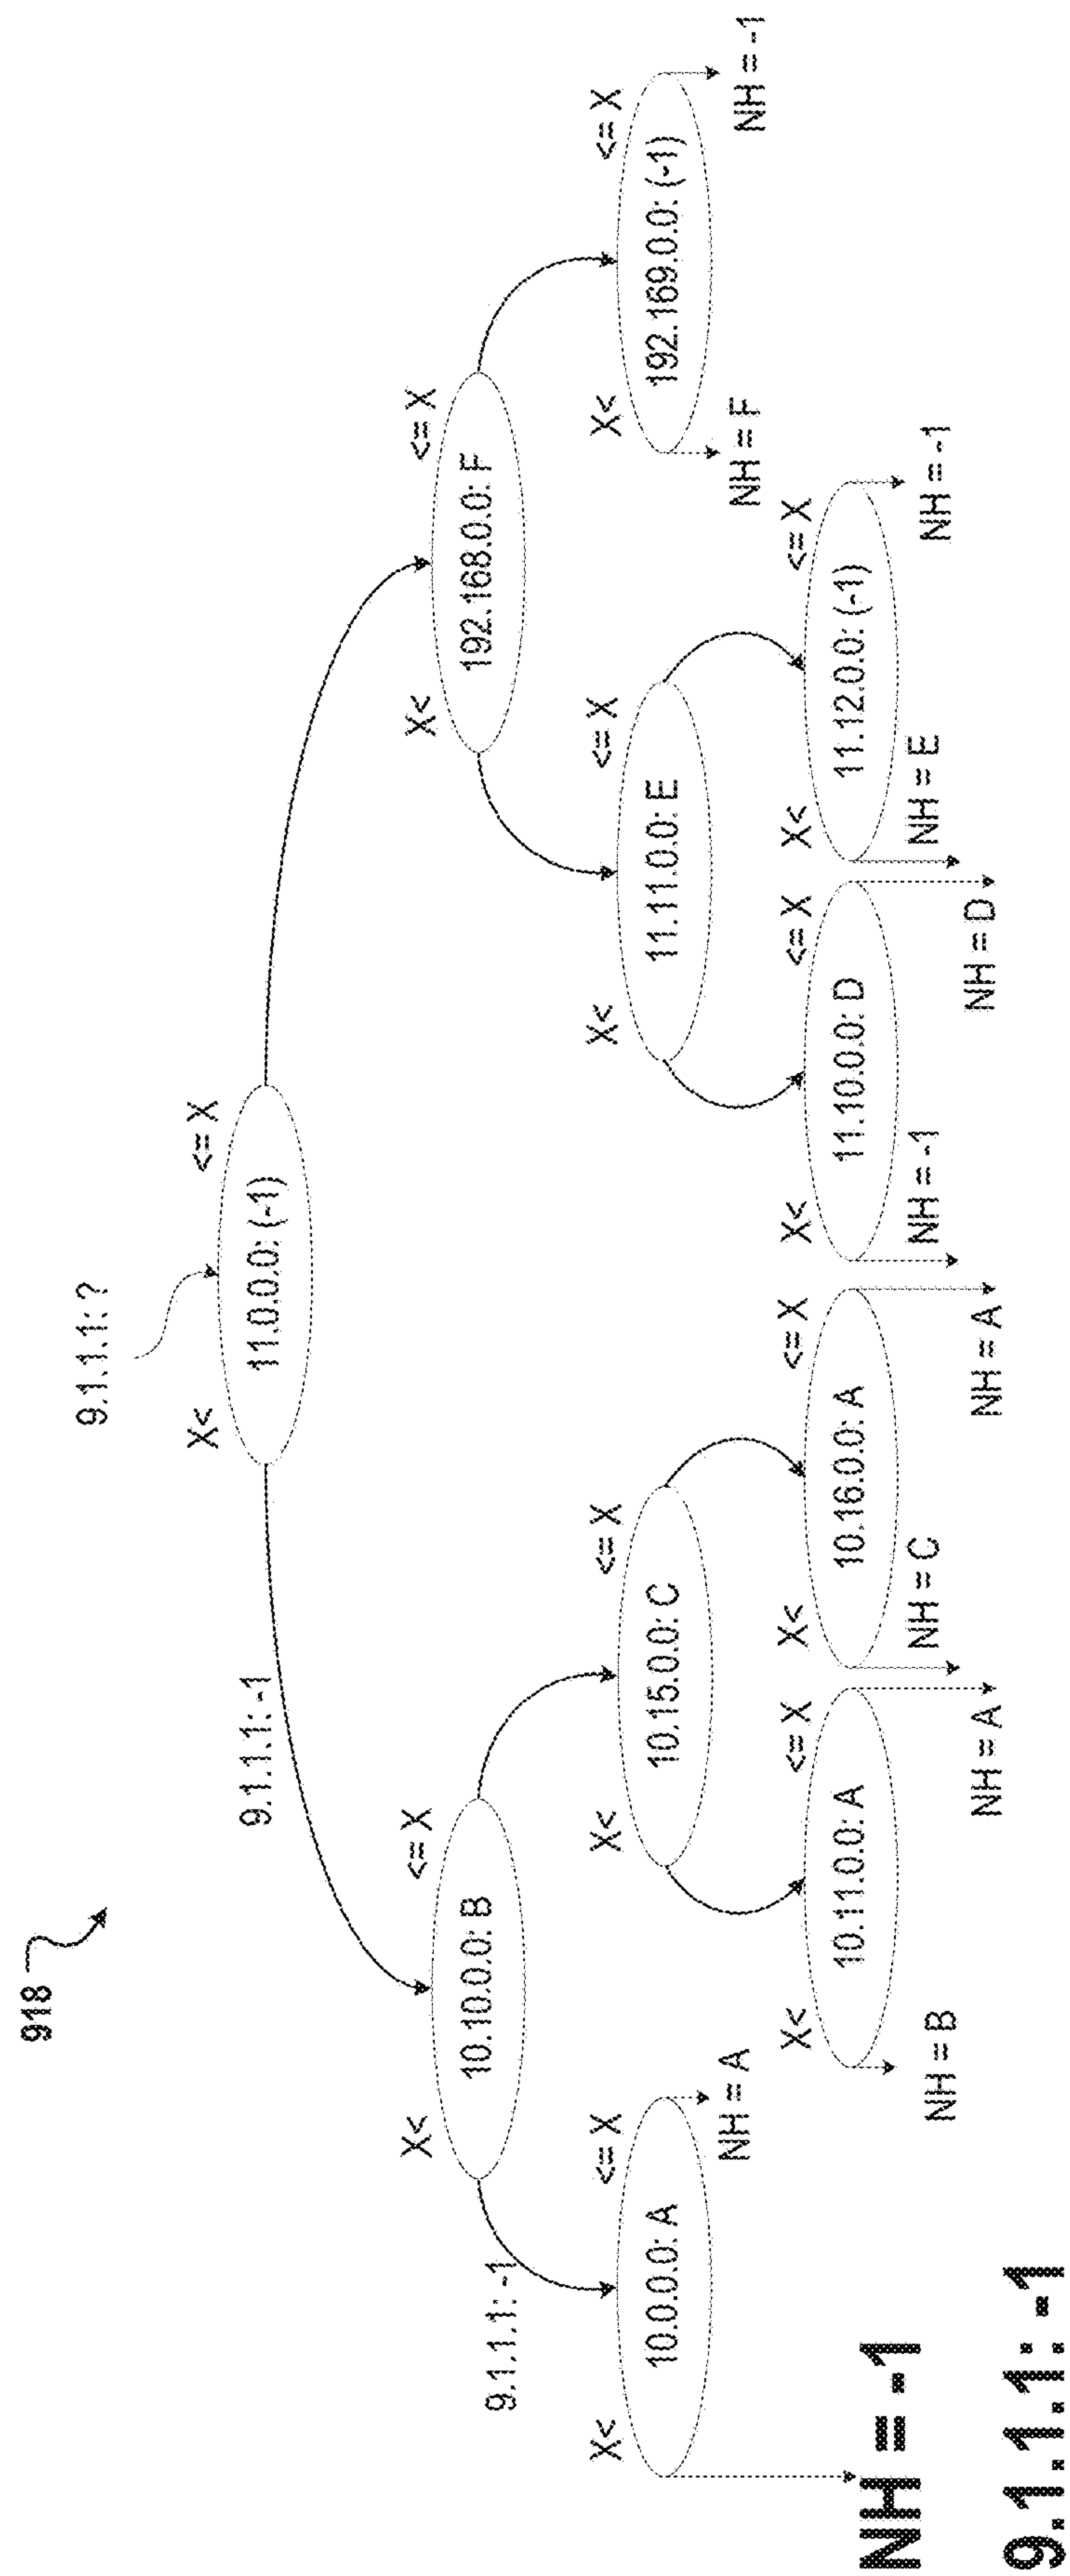 918
9.1.1.1: ?
X<
<= X
11.0.0.0: (-1)
9.1.1.1: -1
X<
<= X
10.10.0.0: B
X<
<= X
192.168.0.0: F
9.1.1.1: -1
X<
<= X
10.0.0.0: A
NH = A
X<
<= X
10.15.0.0: C
X<
<= X
11.11.0.0: E
X<
<= X
192.169.0.0: (-1)
NH = F
NH = -1
X<
<= X
10.11.0.0: A
NH = B
NH = A
X<
<= X
10.16.0.0: A
NH = C
NH = A
X<
<= X
11.10.0.0: D
NH = -1
NH = D
X<
<= X
11.12.0.0: (-1)
NH = E
NH = -1
NH = -1
9.1.1.1: -1